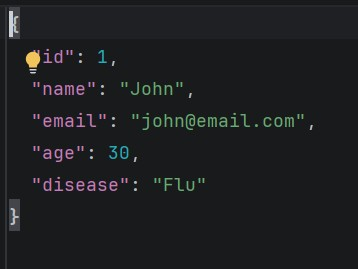 {
"id": 1,
"name": "John",
"email": "john@email.com",
"age": 30,
"disease": "Flu"
}